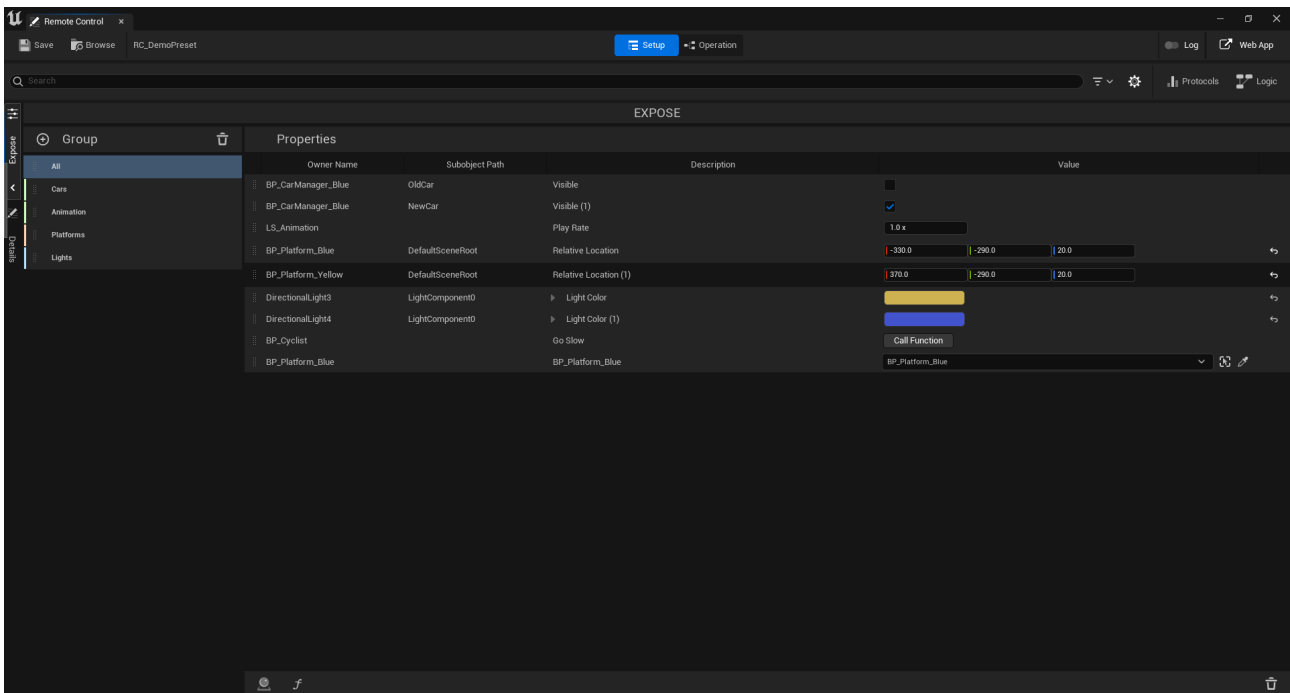 Remote Control
Save Browse RC_DemoPreset Setup Operation Log Web App
Search Protocols Logic
EXPOSE
Expose
Details
Group
All
Cars
Animation
Platforms
Lights
Properties
Owner Name Subobject Path Description Value
BP_CarManager_Blue OldCar Visible
BP_CarManager_Blue NewCar Visible (1)
LS_Animation Play Rate 1.0 x
BP_Platform_Blue DefaultSceneRoot Relative Location -330.0 -290.0 20.0
BP_Platform_Yellow DefaultSceneRoot Relative Location (1) 370.0 -290.0 20.0
DirectionalLight3 LightComponent0 Light Color
DirectionalLight4 LightComponent0 Light Color (1)
BP_Cyclist Go Slow Call Function
BP_Platform_Blue BP_Platform_Blue BP_Platform_Blue